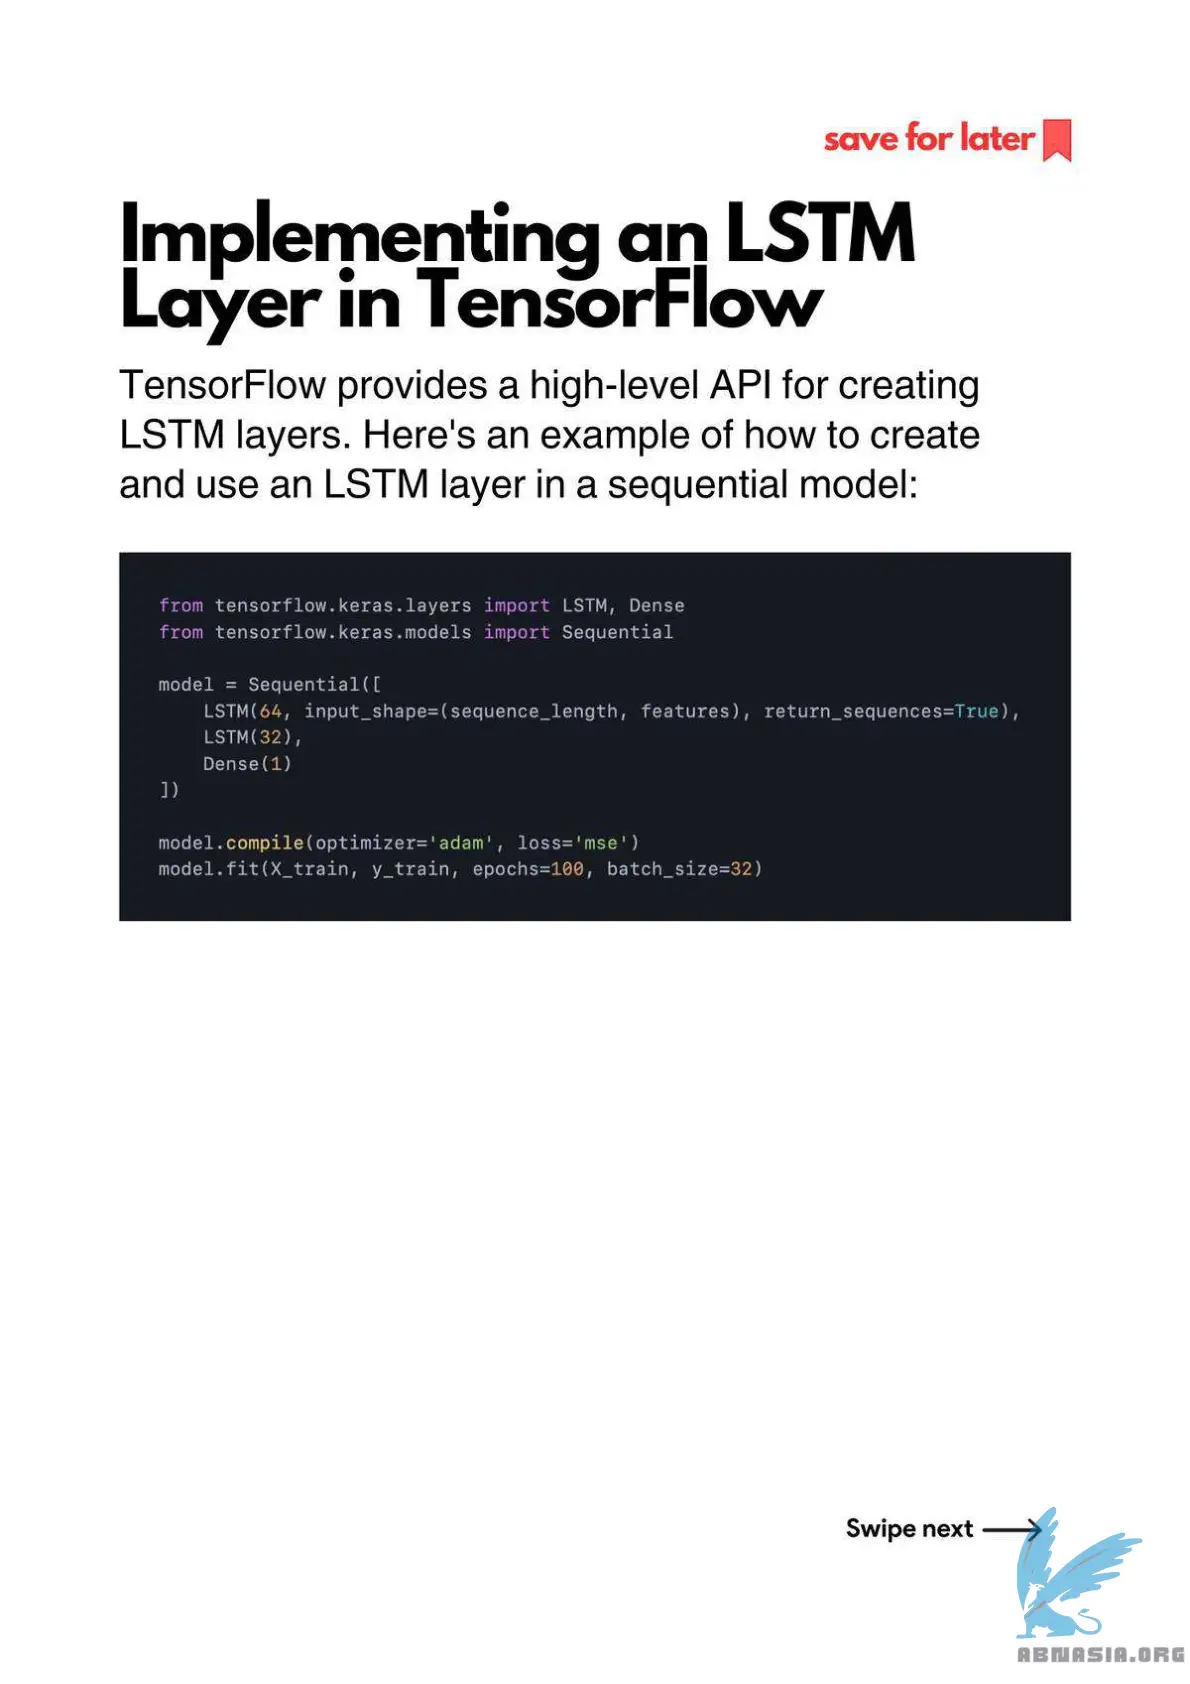 save for later
Implementing an LSTM
Layer in TensorFlow
TensorFlow provides a high-level API for creating
LSTM layers. Here's an example of how to create
and use an LSTM layer in a sequential model:
from tensorflow.keras.layers import LSTM, Dense
from tensorflow.keras.models import Sequential
model = Sequential([
    LSTM(64, input_shape=(sequence_length, features), return_sequences=True),
    LSTM(32),
    Dense(1)
])
model.compile(optimizer='adam', loss='mse')
model.fit(X_train, y_train, epochs=100, batch_size=32)
Swipe next
ABNASIA.ORG